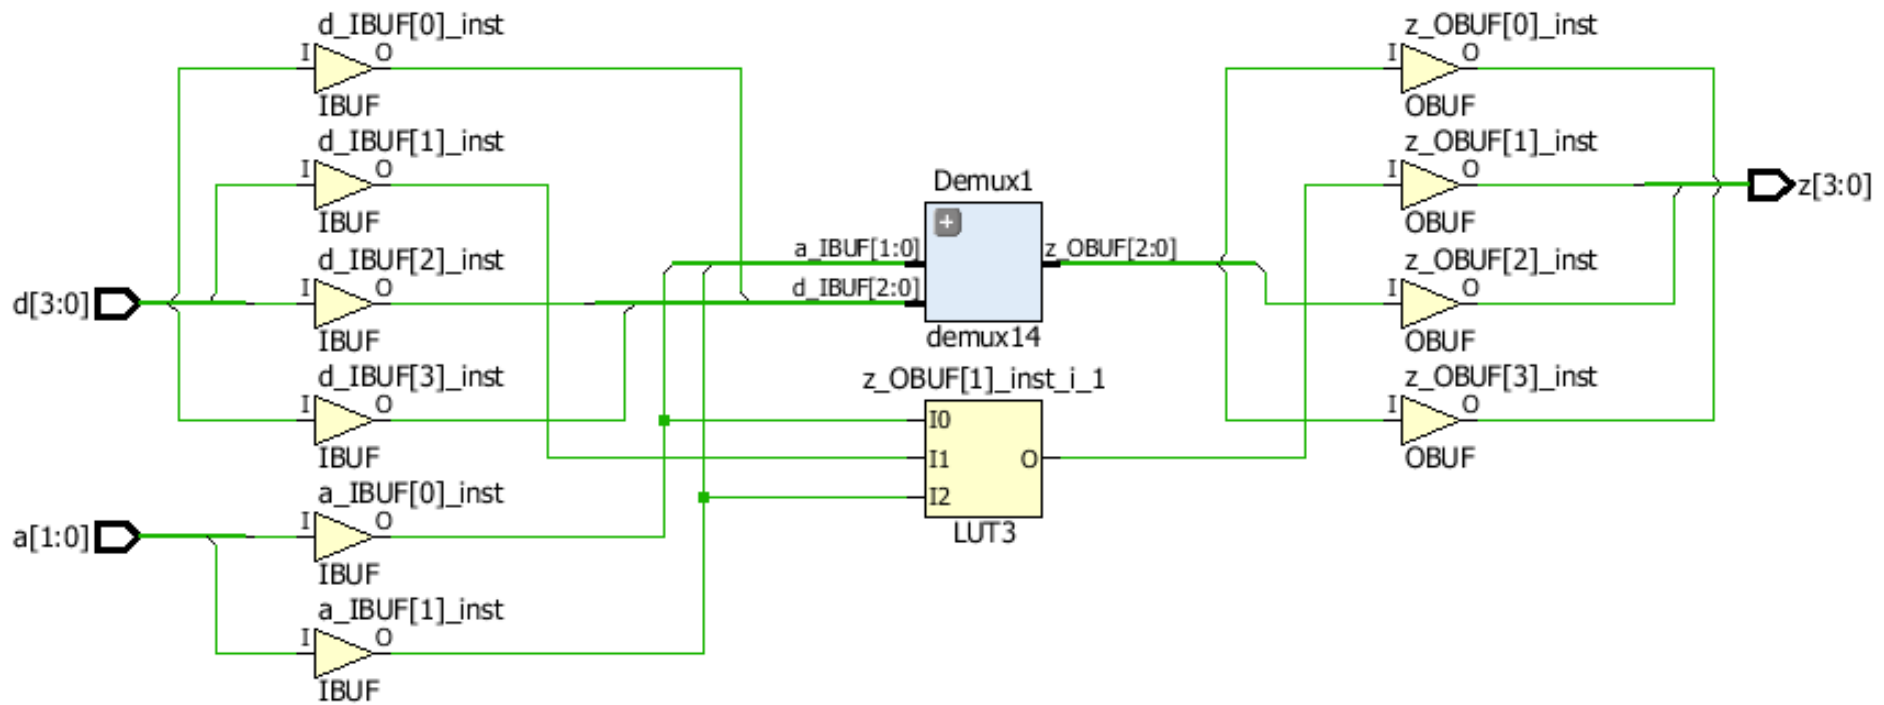 d_IBUF[0]_inst
I
O
IBUF
d_IBUF[1]_inst
I
O
IBUF
d_IBUF[2]_inst
d[3:0]
I
O
IBUF
d_IBUF[3]_inst
I
O
IBUF
a_IBUF[0]_inst
a[1:0]
I
O
IBUF
a_IBUF[1]_inst
I
O
IBUF
Demux1
+
a_IBUF[1:0]
z_OBUF[2:0]
d_IBUF[2:0]
demux14
z_OBUF[1]_inst_i_1
I0
I1
O
I2
LUT3
z_OBUF[0]_inst
I
O
OBUF
z_OBUF[1]_inst
I
O
z[3:0]
OBUF
z_OBUF[2]_inst
I
O
OBUF
z_OBUF[3]_inst
I
O
OBUF